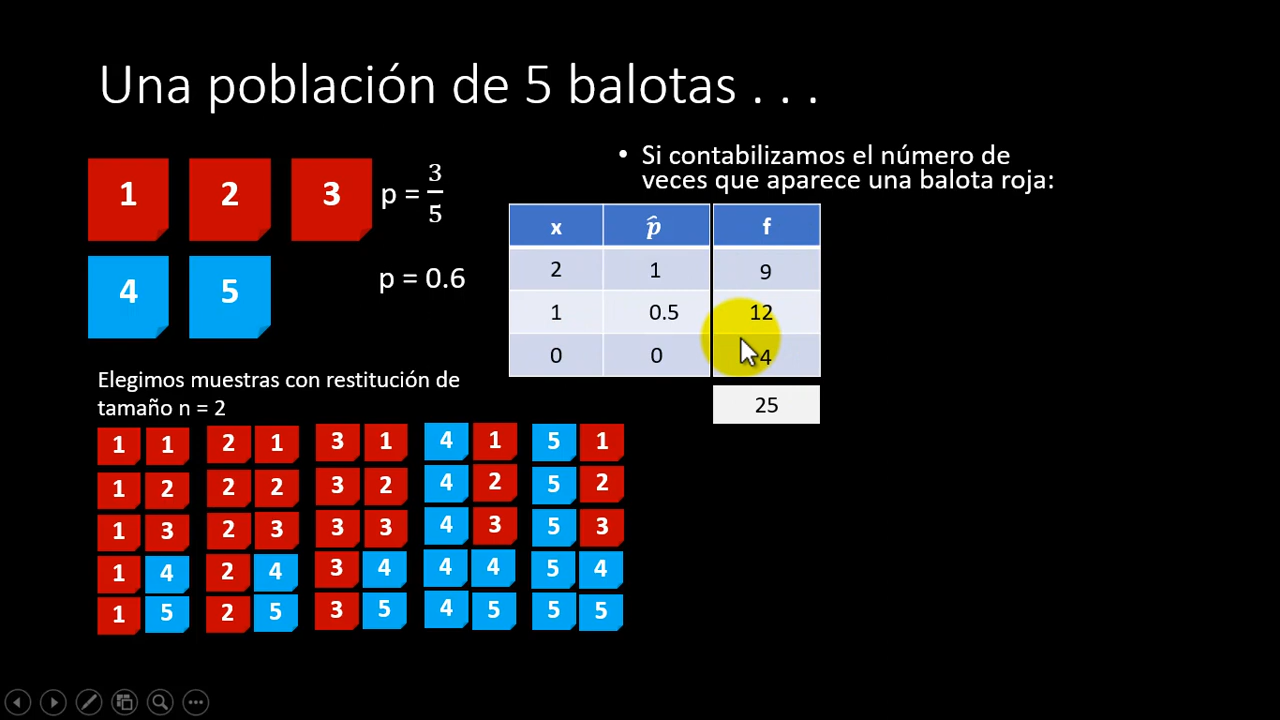 Una población de 5 balotas . . .
1 2 3 p = 3/5
4 5 p = 0.6
Elegimos muestras con restitución de
tamaño n = 2
• Si contabilizamos el número de
veces que aparece una balota roja:
x p̂ f
2 1 9
1 0.5 12
0 0 4
25
1 1 2 1 3 1 4 1 5 1
1 2 2 2 3 2 4 2 5 2
1 3 2 3 3 3 4 3 5 3
1 4 2 4 3 4 4 4 5 4
1 5 2 5 3 5 4 5 5 5